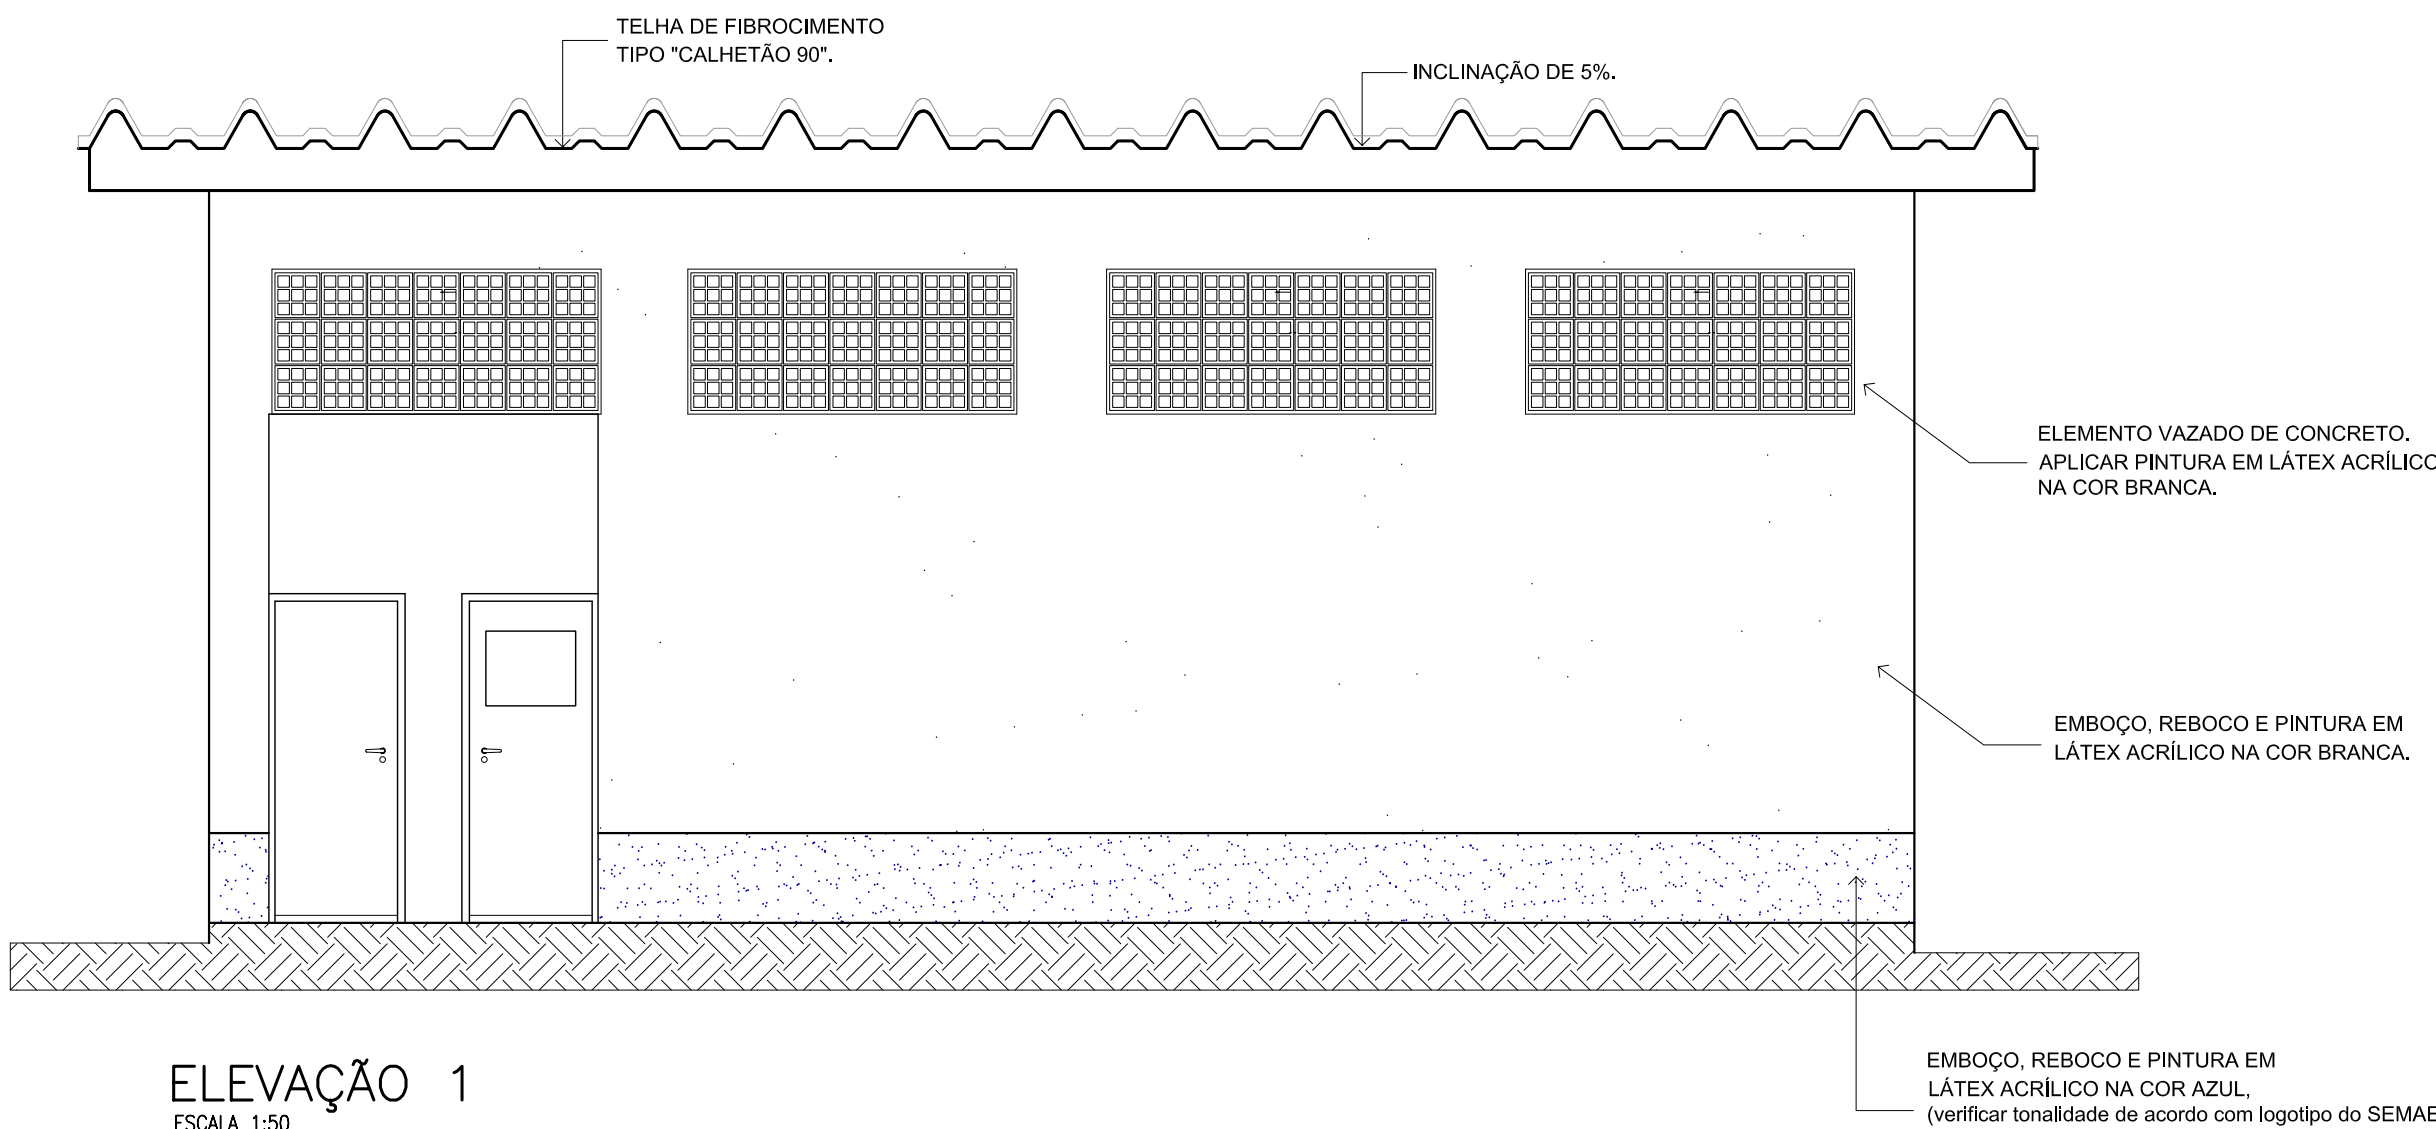 TELHA DE FIBROCIMENTO
TIPO "CALHETÃO 90".
INCLINAÇÃO DE 5%.
ELEMENTO VAZADO DE CONCRETO.
APLICAR PINTURA EM LÁTEX ACRÍLICO
NA COR BRANCA.
EMBOÇO, REBOCO E PINTURA EM
LÁTEX ACRÍLICO NA COR BRANCA.
EMBOÇO, REBOCO E PINTURA EM
LÁTEX ACRÍLICO NA COR AZUL,
(verificar tonalidade de acordo com logotipo do SEMAE
ELEVAÇÃO 1
ESCALA 1:50